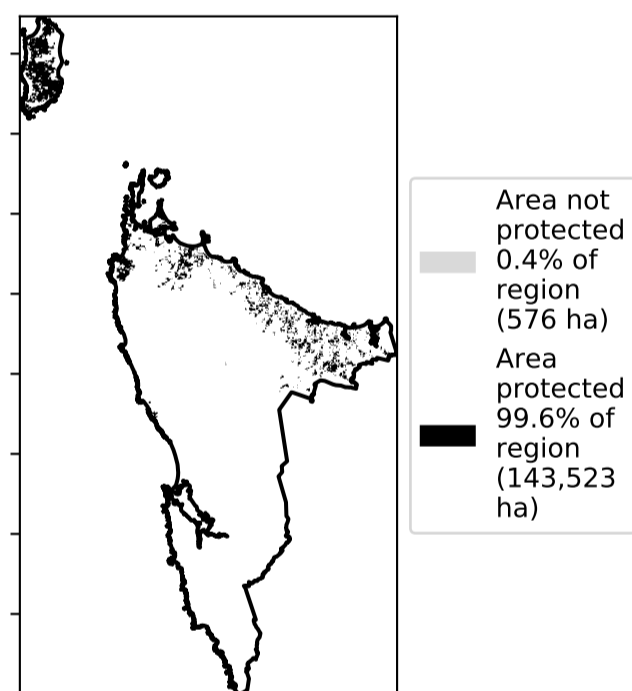 Area not
protected
0.4% of
region
(576 ha)
Area
protected
99.6% of
region
(143,523
ha)